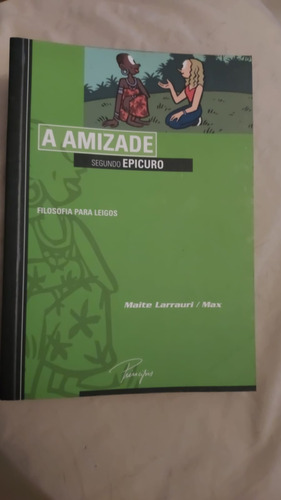 A AMIZADE
SEGUNDO EPICURO
FILOSOFIA PARA LEIGOS
Maite Larrauri / Max